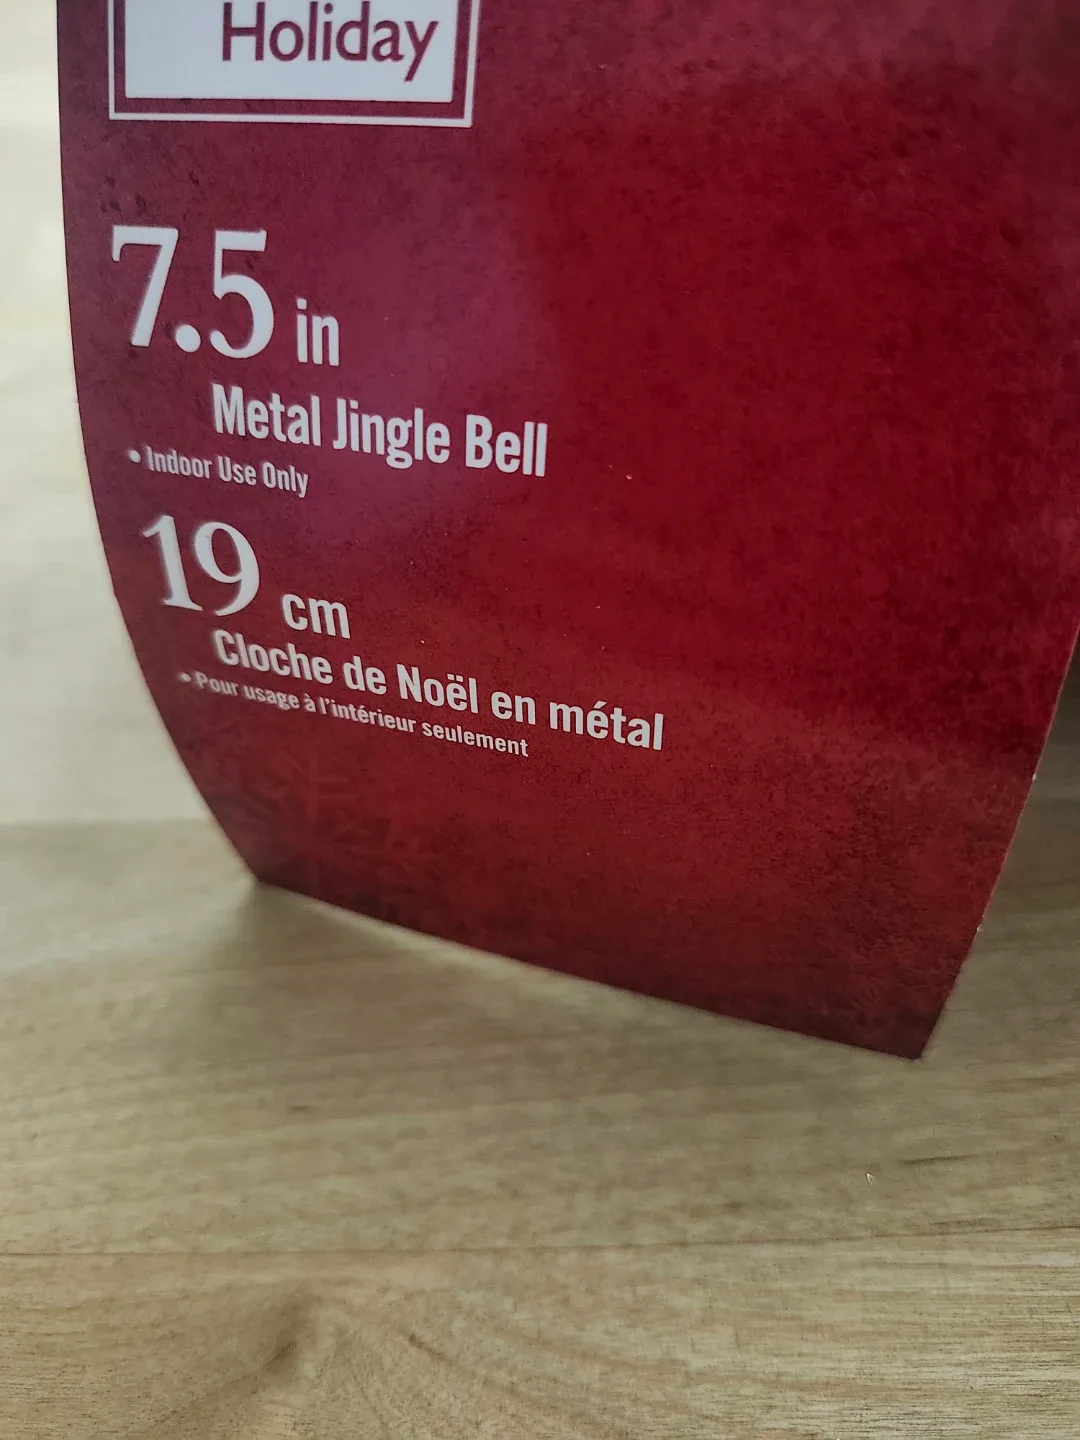 Holiday
7.5 in
Metal Jingle Bell
• Indoor Use Only
19 cm
Cloche de Noël en métal
• Pour usage à l'intérieur seulement